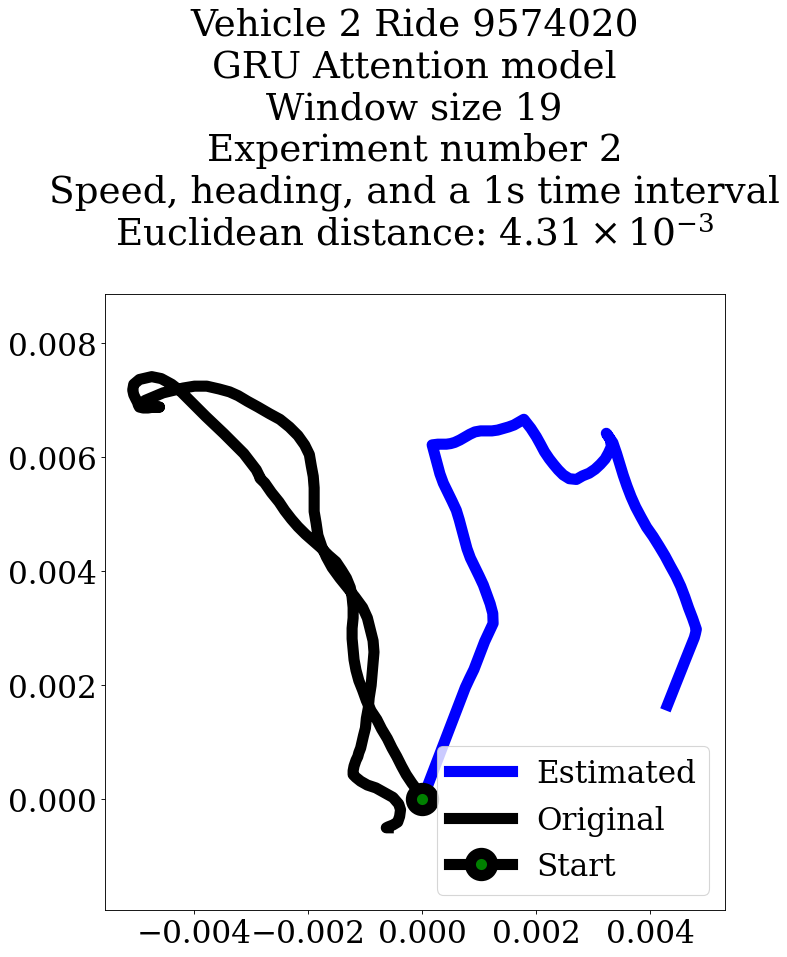 Vehicle 2 Ride 9574020
GRU Attention model
Window size 19
Experiment number 2
Speed, heading, and a 1s time interval
Euclidean distance: 4.31 × 10⁻³
0.008
0.006
0.004
0.002
0.000
Estimated
Original
Start
−0.004 −0.002 0.000 0.002 0.004